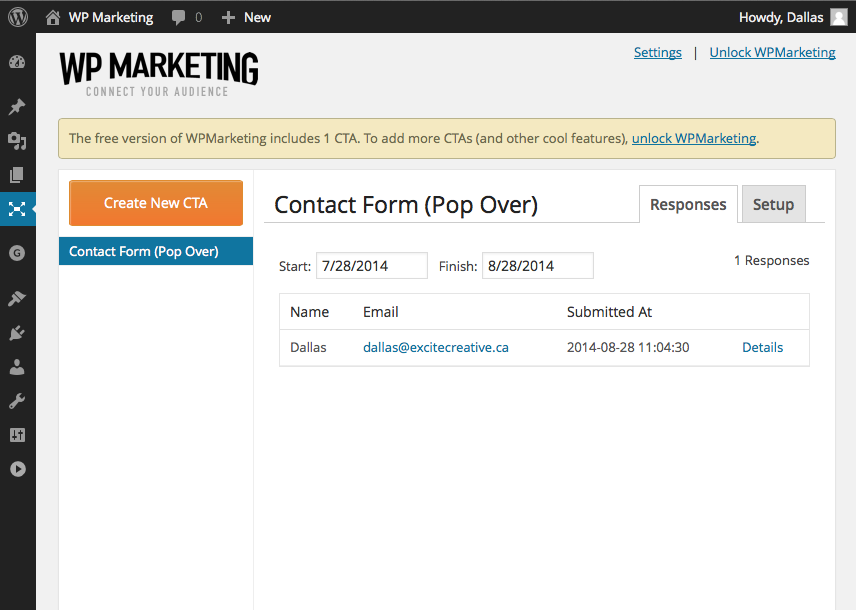 WP Marketing 0 New Howdy, Dallas
Settings | Unlock WPMarketing
WP MARKETING
CONNECT YOUR AUDIENCE
The free version of WPMarketing includes 1 CTA. To add more CTAs (and other cool features), unlock WPMarketing.
Create New CTA
Contact Form (Pop Over)
Contact Form (Pop Over) Responses Setup
Start: 7/28/2014 Finish: 8/28/2014 1 Responses
Name Email Submitted At
Dallas dallas@excitecreative.ca 2014-08-28 11:04:30 Details